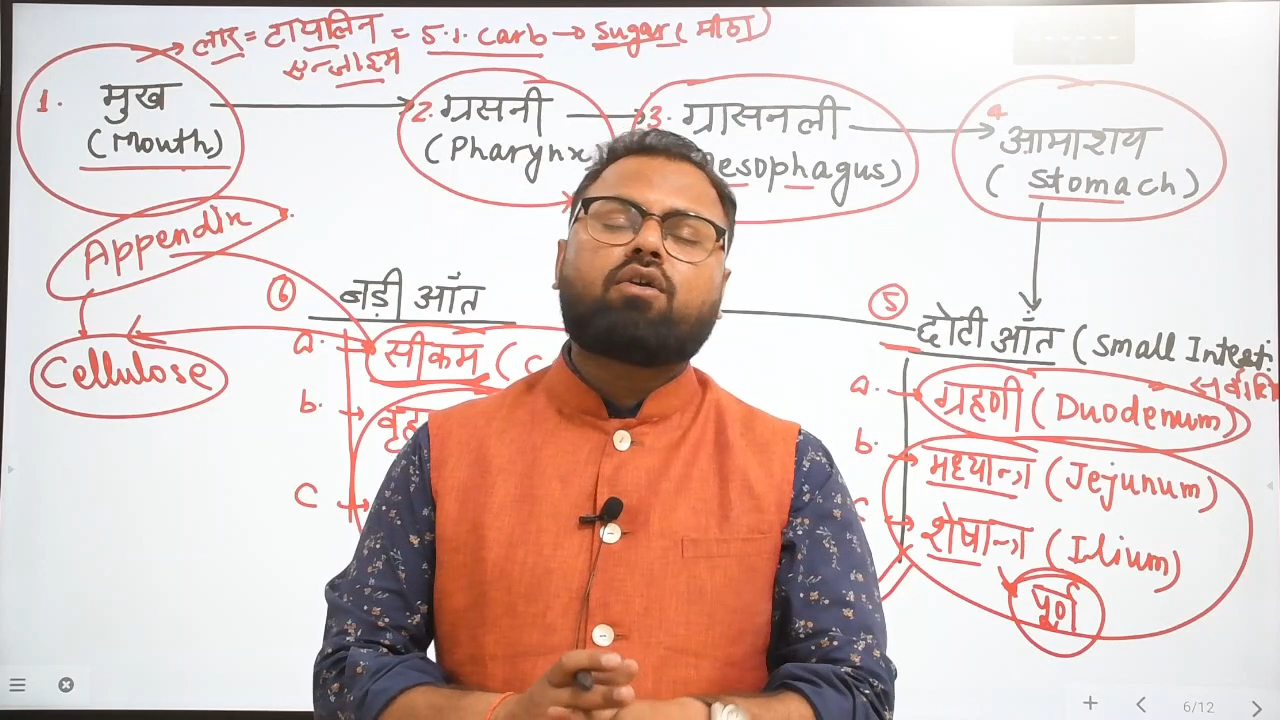 लार = टायालिन = 5.1. carb → Sugar (मीठा)
एन्जाइम
1. मुख
(Mouth)
2. ग्रसनी
(Pharynx
3. ग्रासनली
esophagus)
4
आमाशय
(Stomach)
Appendix
Cellulose
6 बड़ी आँत
a. सीकम (C
b.
C
5 छोटी आँत (Small Intest
a. ग्रहणी (Duodenum)
b. मध्यान्त्र (Jejunum)
शेषान्त्र (Ilium)
पूर्ण
6/12